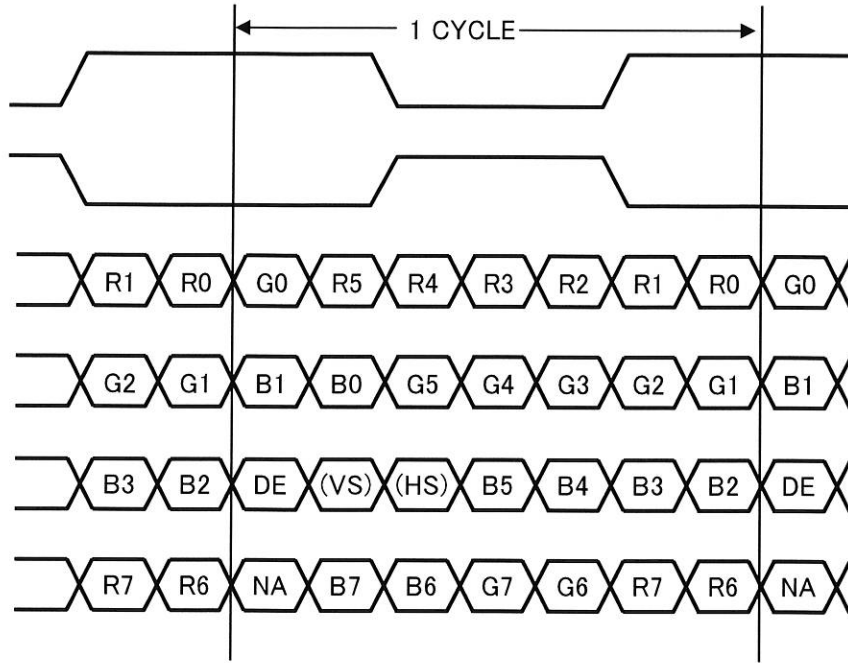 1 CYCLE
R1 R0 G0 R5 R4 R3 R2 R1 R0 G0
G2 G1 B1 B0 G5 G4 G3 G2 G1 B1
B3 B2 DE (VS) (HS) B5 B4 B3 B2 DE
R7 R6 NA B7 B6 G7 G6 R7 R6 NA